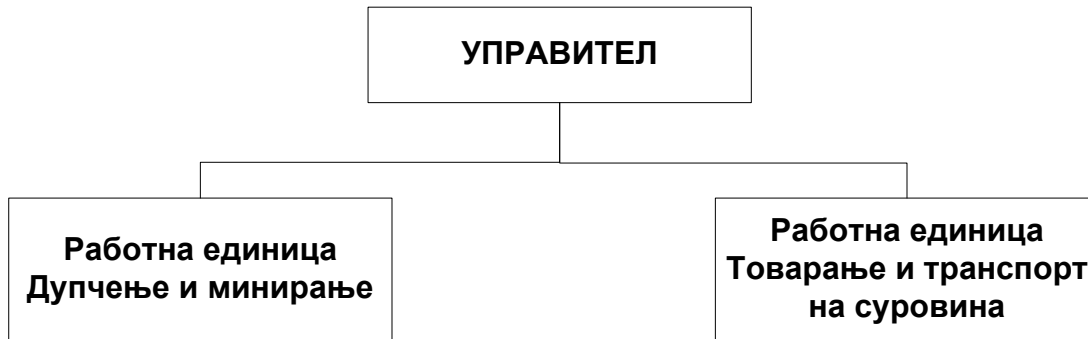 УПРАВИТЕЛ
Работна единица
Дупчење и минирање
Работна единица
Товарање и транспорт
на суровина